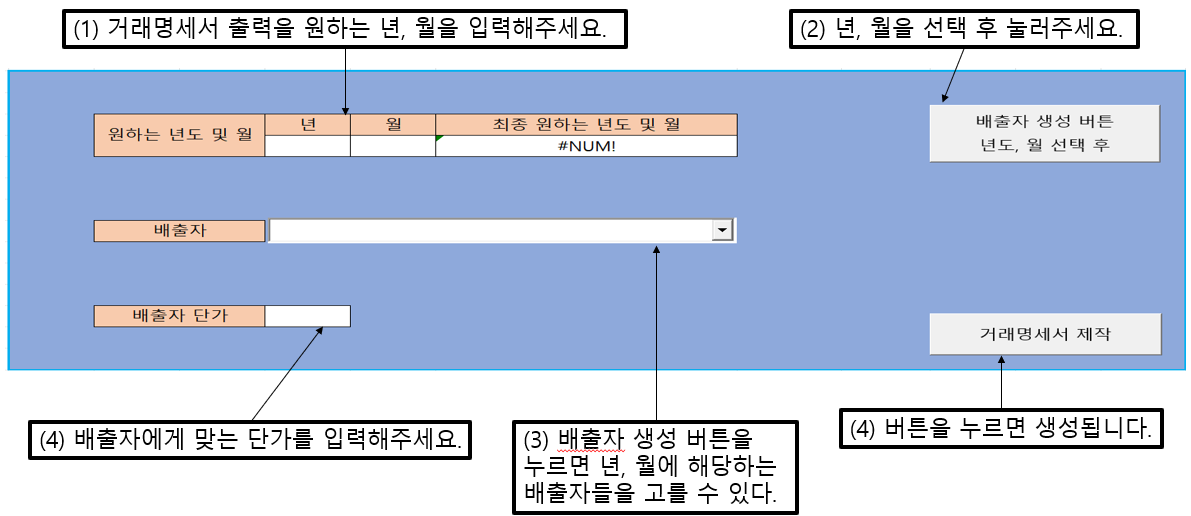 (1) 거래명세서 출력을 원하는 년, 월을 입력해주세요.
(2) 년, 월을 선택 후 눌러주세요.
원하는 년도 및 월
년
월
최종 원하는 년도 및 월
#NUM!
배출자 생성 버튼
년도, 월 선택 후
배출자
배출자 단가
거래명세서 제작
(4) 배출자에게 맞는 단가를 입력해주세요.
(3) 배출자 생성 버튼을
누르면 년, 월에 해당하는
배출자들을 고를 수 있다.
(4) 버튼을 누르면 생성됩니다.